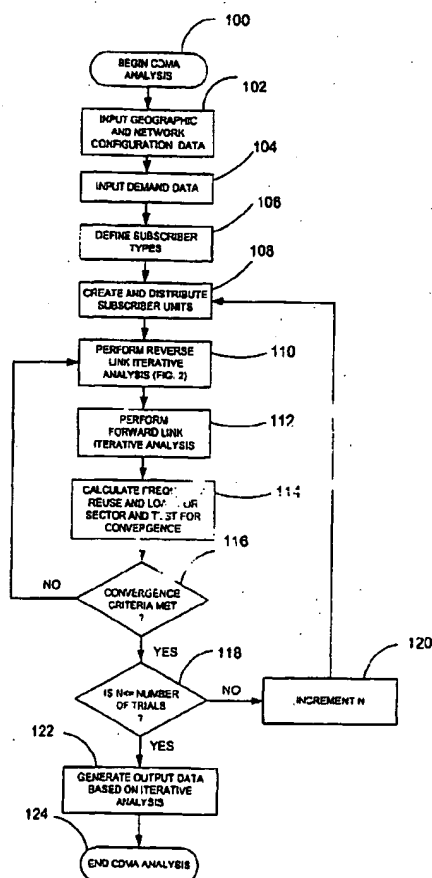 100
BEGIN CDMA
ANALYSIS
102
INPUT GEOGRAPHIC
AND NETWORK
CONFIGURATION DATA
104
INPUT DEMAND DATA
106
DEFINE SUBSCRIBER
TYPES
108
CREATE AND DISTRIBUTE
SUBSCRIBER UNITS
110
PERFORM REVERSE
LINK ITERATIVE
ANALYSIS (FIG. 2)
112
PERFORM
FORWARD LINK
ITERATIVE ANALYSIS
114
CALCULATE
REUSE AND
SECTOR AND FOR
CONVERGENCE
116
NO
CONVERGENCE
CRITERIA MET
?
YES
118
120
IS N<= NUMBER
OF TRIALS
?
NO
INCREMENT N
YES
122
GENERATE OUTPUT DATA
BASED ON ITERATIVE
ANALYSIS
124
END CDMA ANALYSIS